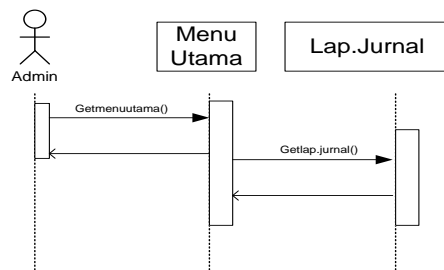 Menu
Utama
Lap.Jurnal
Admin
Getmenuutama()
Getlap.jurnal()